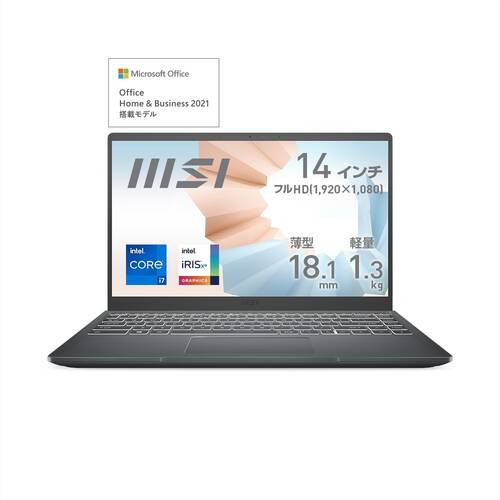 Microsoft Office
Office
Home & Business 2021
搭載モデル
msi
14 インチ
フルHD(1,920×1,080)
薄型 軽量
18.1 mm 1.3 kg
intel CORE i7
intel iRIS xe GRAPHICS
msi